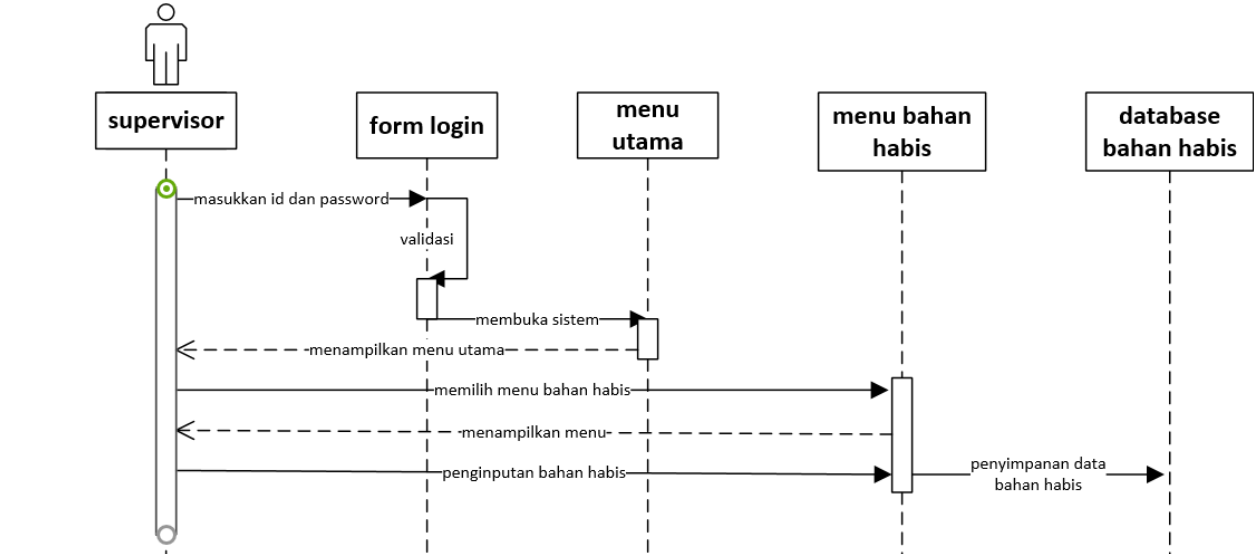 supervisor
form login
menu
utama
menu bahan
habis
database
bahan habis
masukkan id dan password
validasi
membuka sistem
menampilkan menu utama
memilih menu bahan habis
menampilkan menu
penginputan bahan habis
penyimpanan data
bahan habis